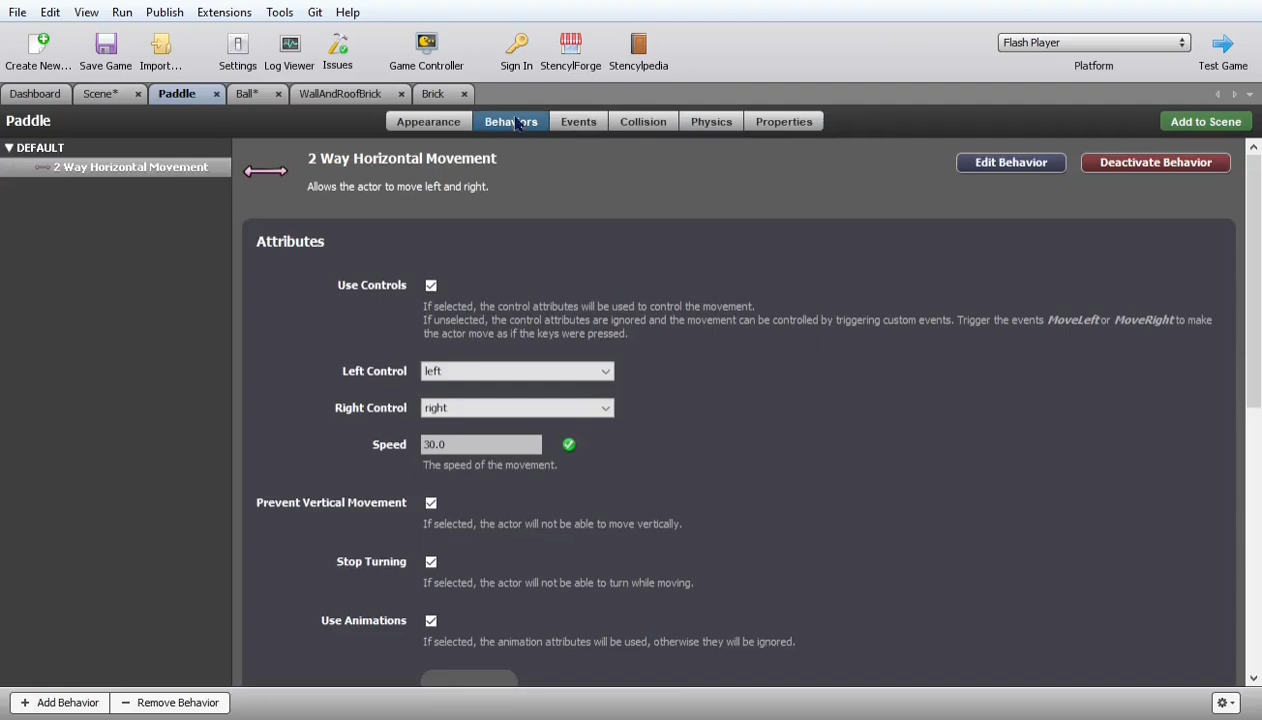 File Edit View Run Publish Extensions Tools Git Help
Create New... Save Game Import... Settings Log Viewer Issues Game Controller Sign In StencylForge Stencylpedia Flash Player Platform Test Game
Dashboard Scene* × Paddle × Ball* × WallAndRoofBrick × Brick ×
Paddle Appearance Behaviors Events Collision Physics Properties Add to Scene
DEFAULT
2 Way Horizontal Movement
2 Way Horizontal Movement
Allows the actor to move left and right.
Edit Behavior Deactivate Behavior
Attributes
Use Controls
If selected, the control attributes will be used to control the movement.
If unselected, the control attributes are ignored and the movement can be controlled by triggering custom events. Trigger the events MoveLeft or MoveRight to make
the actor move as if the keys were pressed.
Left Control left
Right Control right
Speed 30.0
The speed of the movement.
Prevent Vertical Movement
If selected, the actor will not be able to move vertically.
Stop Turning
If selected, the actor will not be able to turn while moving.
Use Animations
If selected, the animation attributes will be used, otherwise they will be ignored.
+ Add Behavior − Remove Behavior